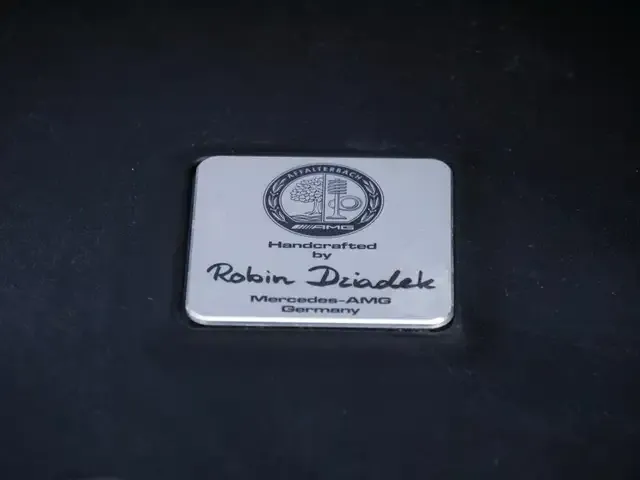 AFFALTERBACH
AMG
Handcrafted
by
Robin Dziadek
Mercedes-AMG
Germany